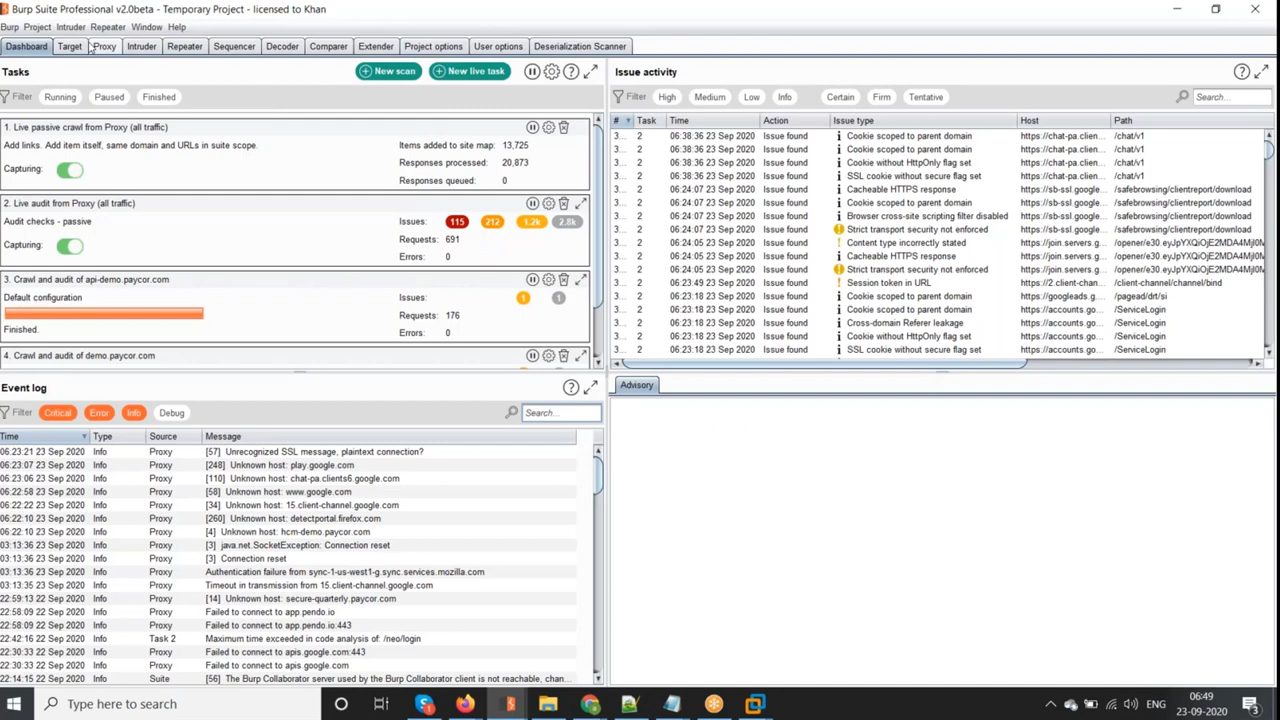 Burp Suite Professional v2.0beta - Temporary Project - licensed to Khan
Burp Project Intruder Repeater Window Help
Dashboard Target Proxy Intruder Repeater Sequencer Decoder Comparer Extender Project options User options Deserialization Scanner
Tasks
New scan
New live task
Filter Running Paused Finished
1. Live passive crawl from Proxy (all traffic)
Add links. Add item itself, same domain and URLs in suite scope.
Items added to site map: 13,725
Capturing:
Responses processed: 20,873
Responses queued: 0
2. Live audit from Proxy (all traffic)
Audit checks - passive
Issues: 115 212 1.2k 2.8k
Capturing:
Requests: 691
Errors: 0
3. Crawl and audit of api-demo.paycor.com
Default configuration
Issues: 1 1
Requests: 176
Finished.
Errors: 0
4. Crawl and audit of demo.paycor.com
Issue activity
Filter High Medium Low Info Certain Firm Tentative Search...
# Task Time Action Issue type Host Path
3... 2 06:38:36 23 Sep 2020 Issue found Cookie scoped to parent domain https://chat-pa.clien... /chat/v1
3... 2 06:38:36 23 Sep 2020 Issue found Cookie scoped to parent domain https://chat-pa.clien... /chat/v1
3... 2 06:38:36 23 Sep 2020 Issue found Cookie without HttpOnly flag set https://chat-pa.clien... /chat/v1
3... 2 06:38:36 23 Sep 2020 Issue found SSL cookie without secure flag set https://chat-pa.clien... /chat/v1
3... 2 06:24:07 23 Sep 2020 Issue found Cacheable HTTPS response https://sb-ssl.google... /safebrowsing/clientreport/download
3... 2 06:24:07 23 Sep 2020 Issue found Cookie scoped to parent domain https://sb-ssl.google... /safebrowsing/clientreport/download
3... 2 06:24:07 23 Sep 2020 Issue found Browser cross-site scripting filter disabled https://sb-ssl.google... /safebrowsing/clientreport/download
3... 2 06:24:07 23 Sep 2020 Issue found Strict transport security not enforced https://sb-ssl.google... /safebrowsing/clientreport/download
3... 2 06:24:05 23 Sep 2020 Issue found Content type incorrectly stated https://join.servers.g...
3... 2 06:24:05 23 Sep 2020 Issue found Cacheable HTTPS response https://join.servers.g...
3... 2 06:24:05 23 Sep 2020 Issue found Strict transport security not enforced https://join.servers.g...
3... 2 06:23:49 23 Sep 2020 Issue found Session token in URL https://2.client-chan... /client-channel/channel/bind
3... 2 06:23:18 23 Sep 2020 Issue found Cookie scoped to parent domain https://googleads.g... /pagead/drt/si
3... 2 06:23:18 23 Sep 2020 Issue found Cross-domain Referer leakage https://accounts.go... /ServiceLogin
3... 2 06:23:18 23 Sep 2020 Issue found Cookie without HttpOnly flag set https://accounts.go... /ServiceLogin
3... 2 06:23:18 23 Sep 2020 Issue found SSL cookie without secure flag set https://accounts.go... /ServiceLogin
Event log
Filter Critical Error Info Debug Search...
Time Type Source Message
06:23:21 23 Sep 2020 Info Proxy [57] Unrecognized SSL message, plaintext connection?
06:23:07 23 Sep 2020 Info Proxy [248] Unknown host: play.google.com
06:23:06 23 Sep 2020 Info Proxy [110] Unknown host: chat-pa.clients6.google.com
06:22:58 23 Sep 2020 Info Proxy [58] Unknown host: www.google.com
06:22:22 23 Sep 2020 Info Proxy [34] Unknown host: 15.client-channel.google.com
06:22:10 23 Sep 2020 Info Proxy [260] Unknown host: detectportal.firefox.com
06:22:10 23 Sep 2020 Info Proxy [4] Unknown host: hcm-demo.paycor.com
03:13:36 23 Sep 2020 Info Proxy [3] java.net.SocketException: Connection reset
03:13:36 23 Sep 2020 Info Proxy [3] Connection reset
03:13:36 23 Sep 2020 Info Proxy Authentication failure from sync-1-us-west1-g.sync.services.mozilla.com
03:13:35 23 Sep 2020 Info Proxy Timeout in transmission from 15.client-channel.google.com
22:59:13 22 Sep 2020 Info Proxy [14] Unknown host: secure-quarterly.paycor.com
22:58:09 22 Sep 2020 Info Proxy Failed to connect to app.pendo.io
22:58:09 22 Sep 2020 Info Proxy Failed to connect to app.pendo.io:443
22:42:16 22 Sep 2020 Info Task 2 Maximum time exceeded in code analysis of: /neo/login
22:30:33 22 Sep 2020 Info Proxy Failed to connect to apis.google.com:443
22:30:33 22 Sep 2020 Info Proxy Failed to connect to apis.google.com
22:14:15 22 Sep 2020 Info Suite [56] The Burp Collaborator server used by the Burp Collaborator client is not reachable, chan...
Advisory
Type here to search
ENG
06:49
23-09-2020
3